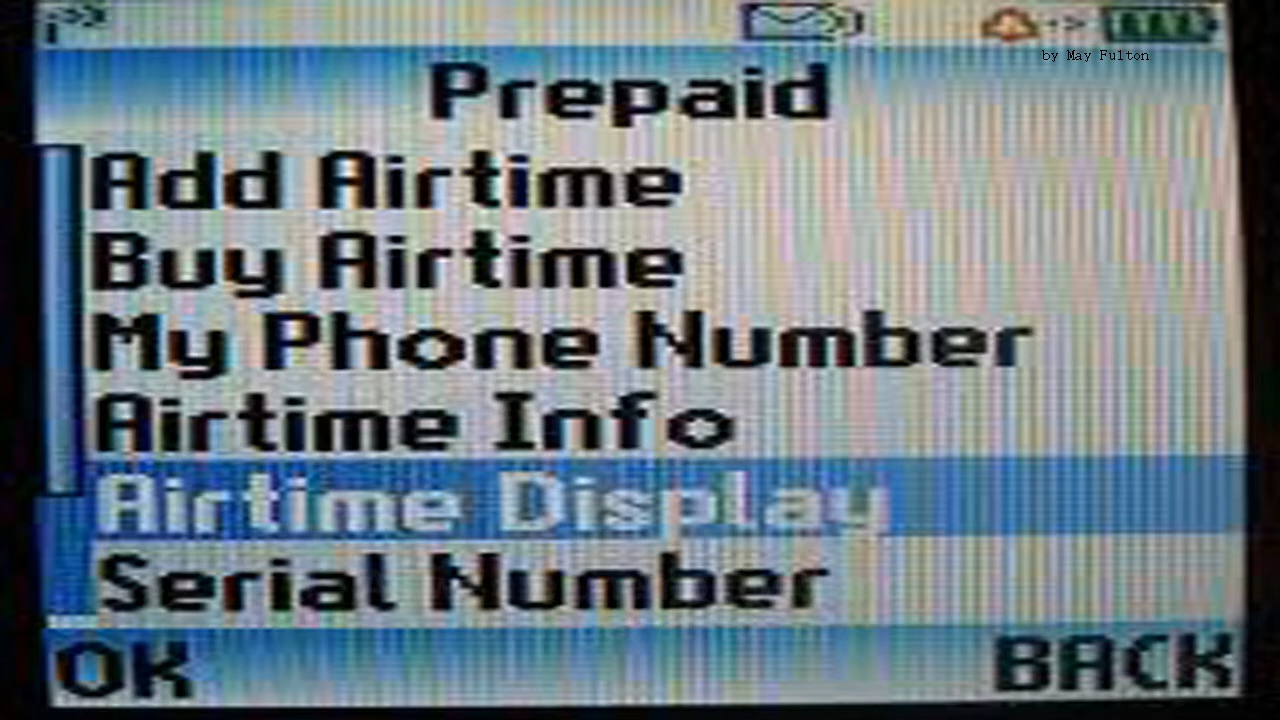 by May Fulton
Prepaid
Add Airtime
Buy Airtime
My Phone Number
Airtime Info
Airtime Display
Serial Number
OK BACK